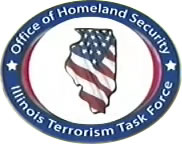 Office of Homeland Security
Illinois Terrorism Task Force